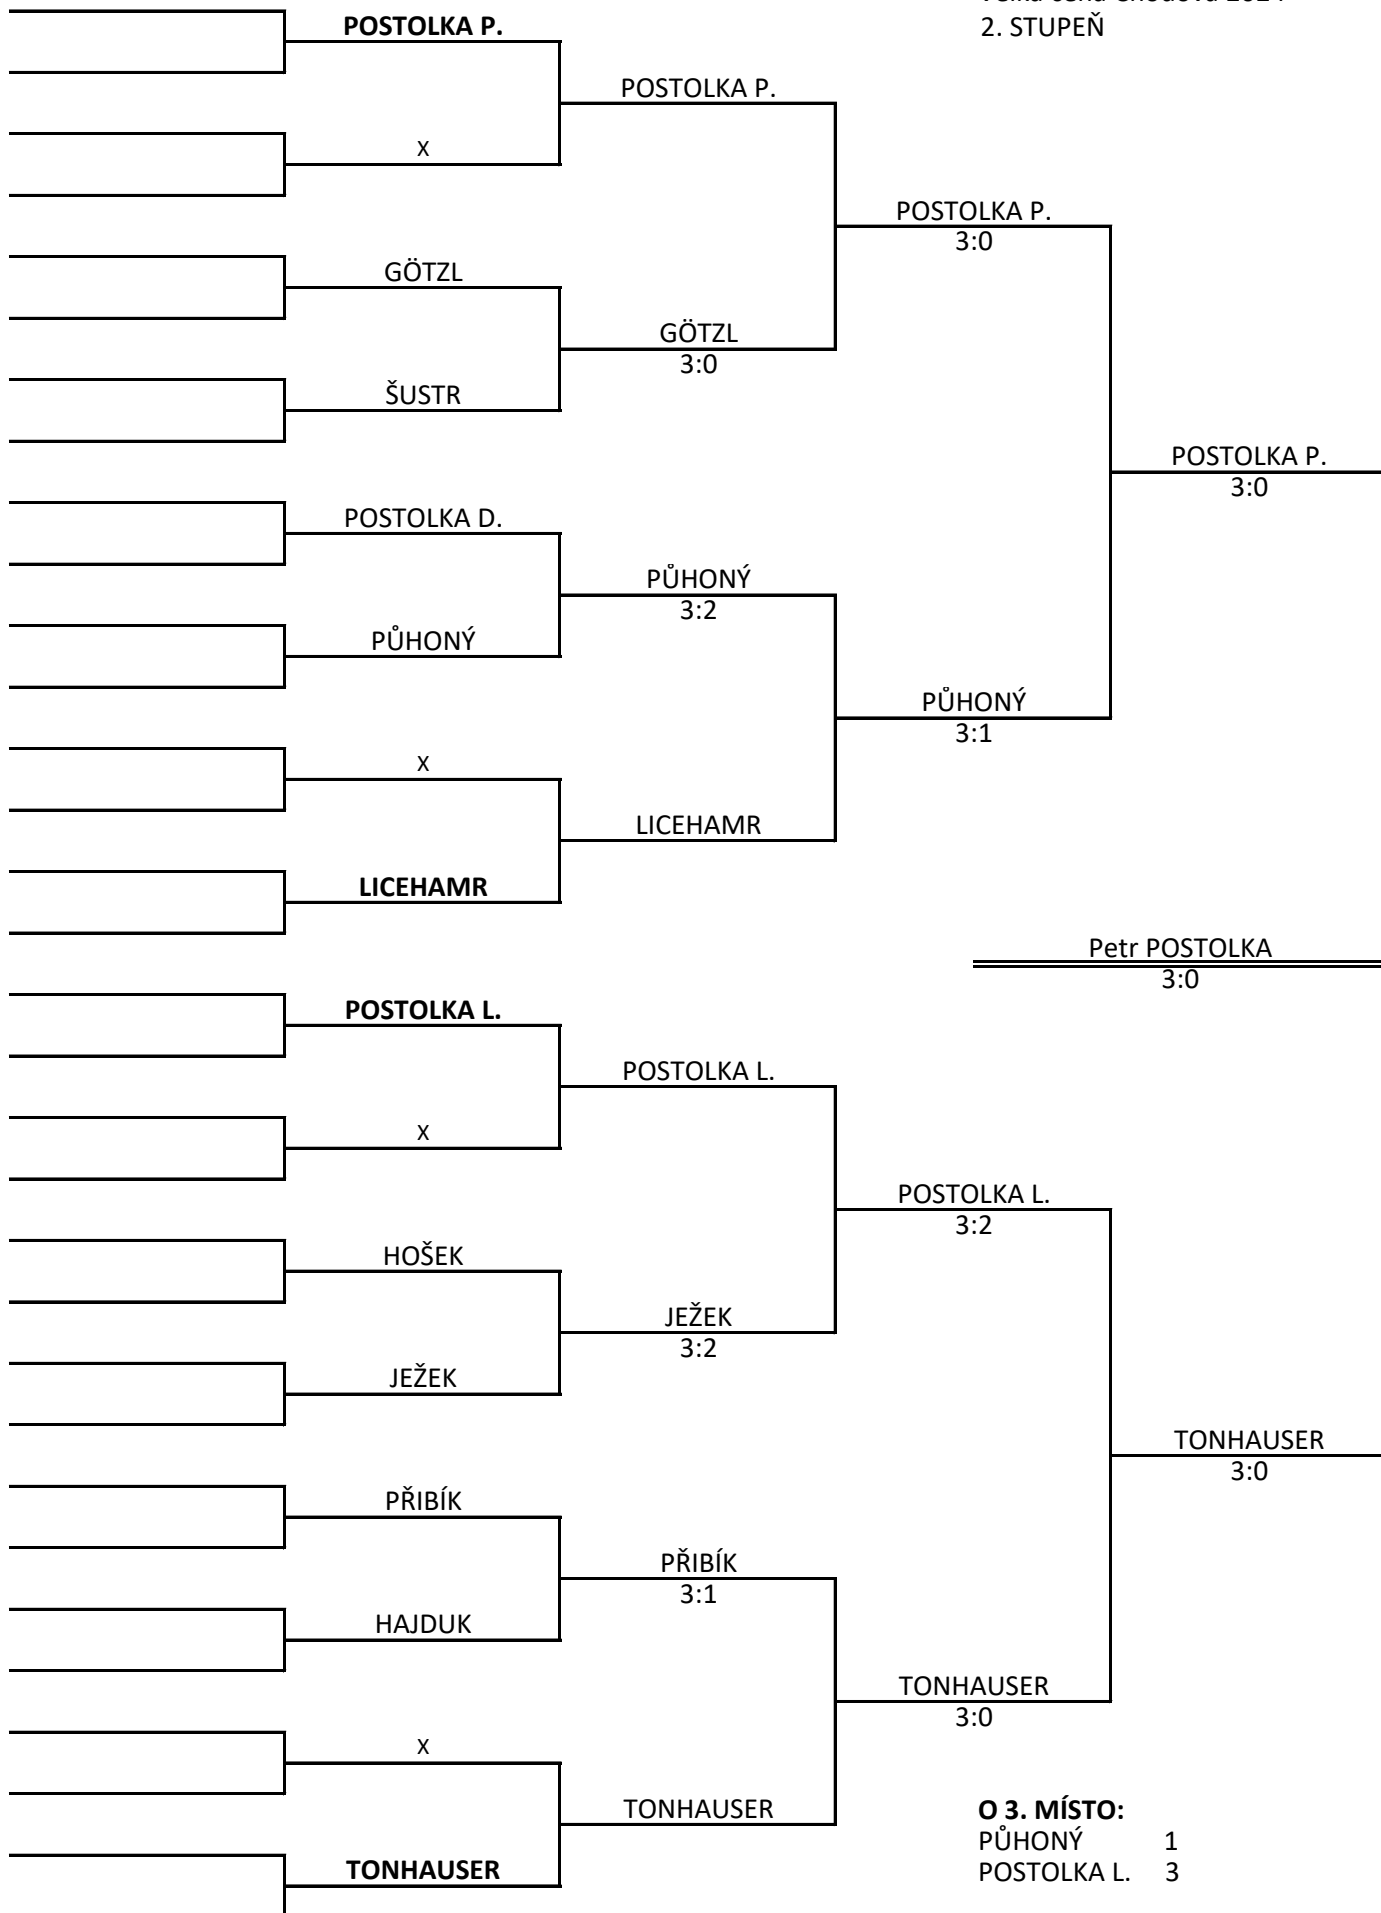 2. STUPEŇ
POSTOLKA P.
POSTOLKA P.
X
POSTOLKA P.
3:0
GÖTZL
GÖTZL
3:0
ŠUSTR
POSTOLKA P.
3:0
POSTOLKA D.
PŮHONÝ
3:2
PŮHONÝ
PŮHONÝ
3:1
X
LICEHAMR
LICEHAMR
Petr POSTOLKA
3:0
POSTOLKA L.
POSTOLKA L.
X
POSTOLKA L.
3:2
HOŠEK
JEŽEK
3:2
JEŽEK
TONHAUSER
3:0
PŘIBÍK
PŘIBÍK
3:1
HAJDUK
TONHAUSER
3:0
X
TONHAUSER
TONHAUSER
O 3. MÍSTO:
PŮHONÝ 1
POSTOLKA L. 3